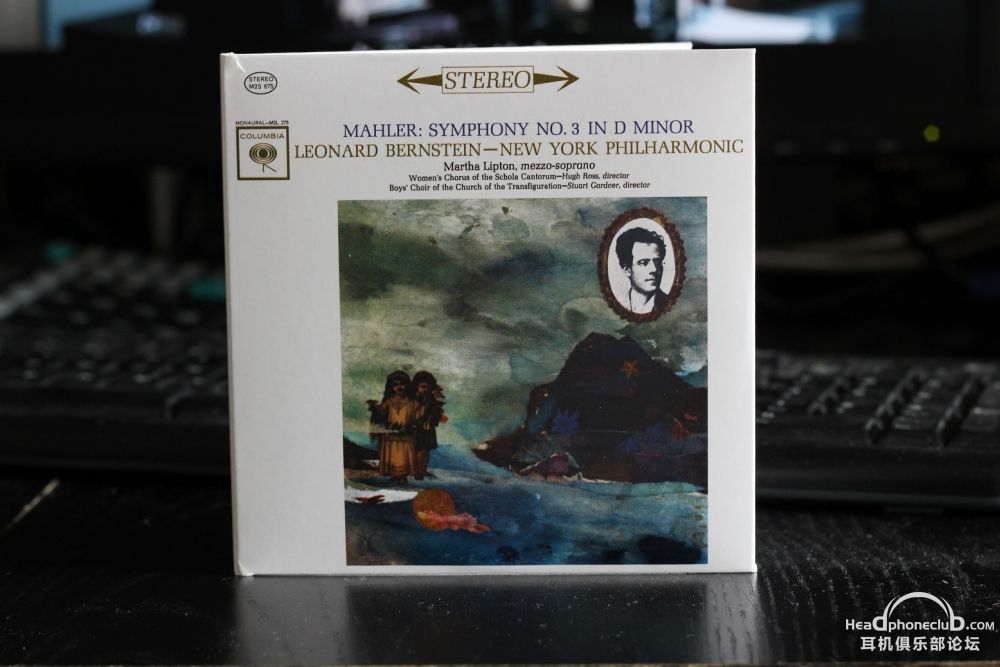 STEREO
STEREO
M2S 675
MONAURAL—M2L 275
COLUMBIA
MAHLER: SYMPHONY NO. 3 IN D MINOR
LEONARD BERNSTEIN—NEW YORK PHILHARMONIC
Martha Lipton, mezzo-soprano
Women's Chorus of the Schola Cantorum—Hugh Ross, director
Boys' Choir of the Church of the Transfiguration—Stuart Gardner, director
HeadphoneclubD.com
耳机俱乐部论坛